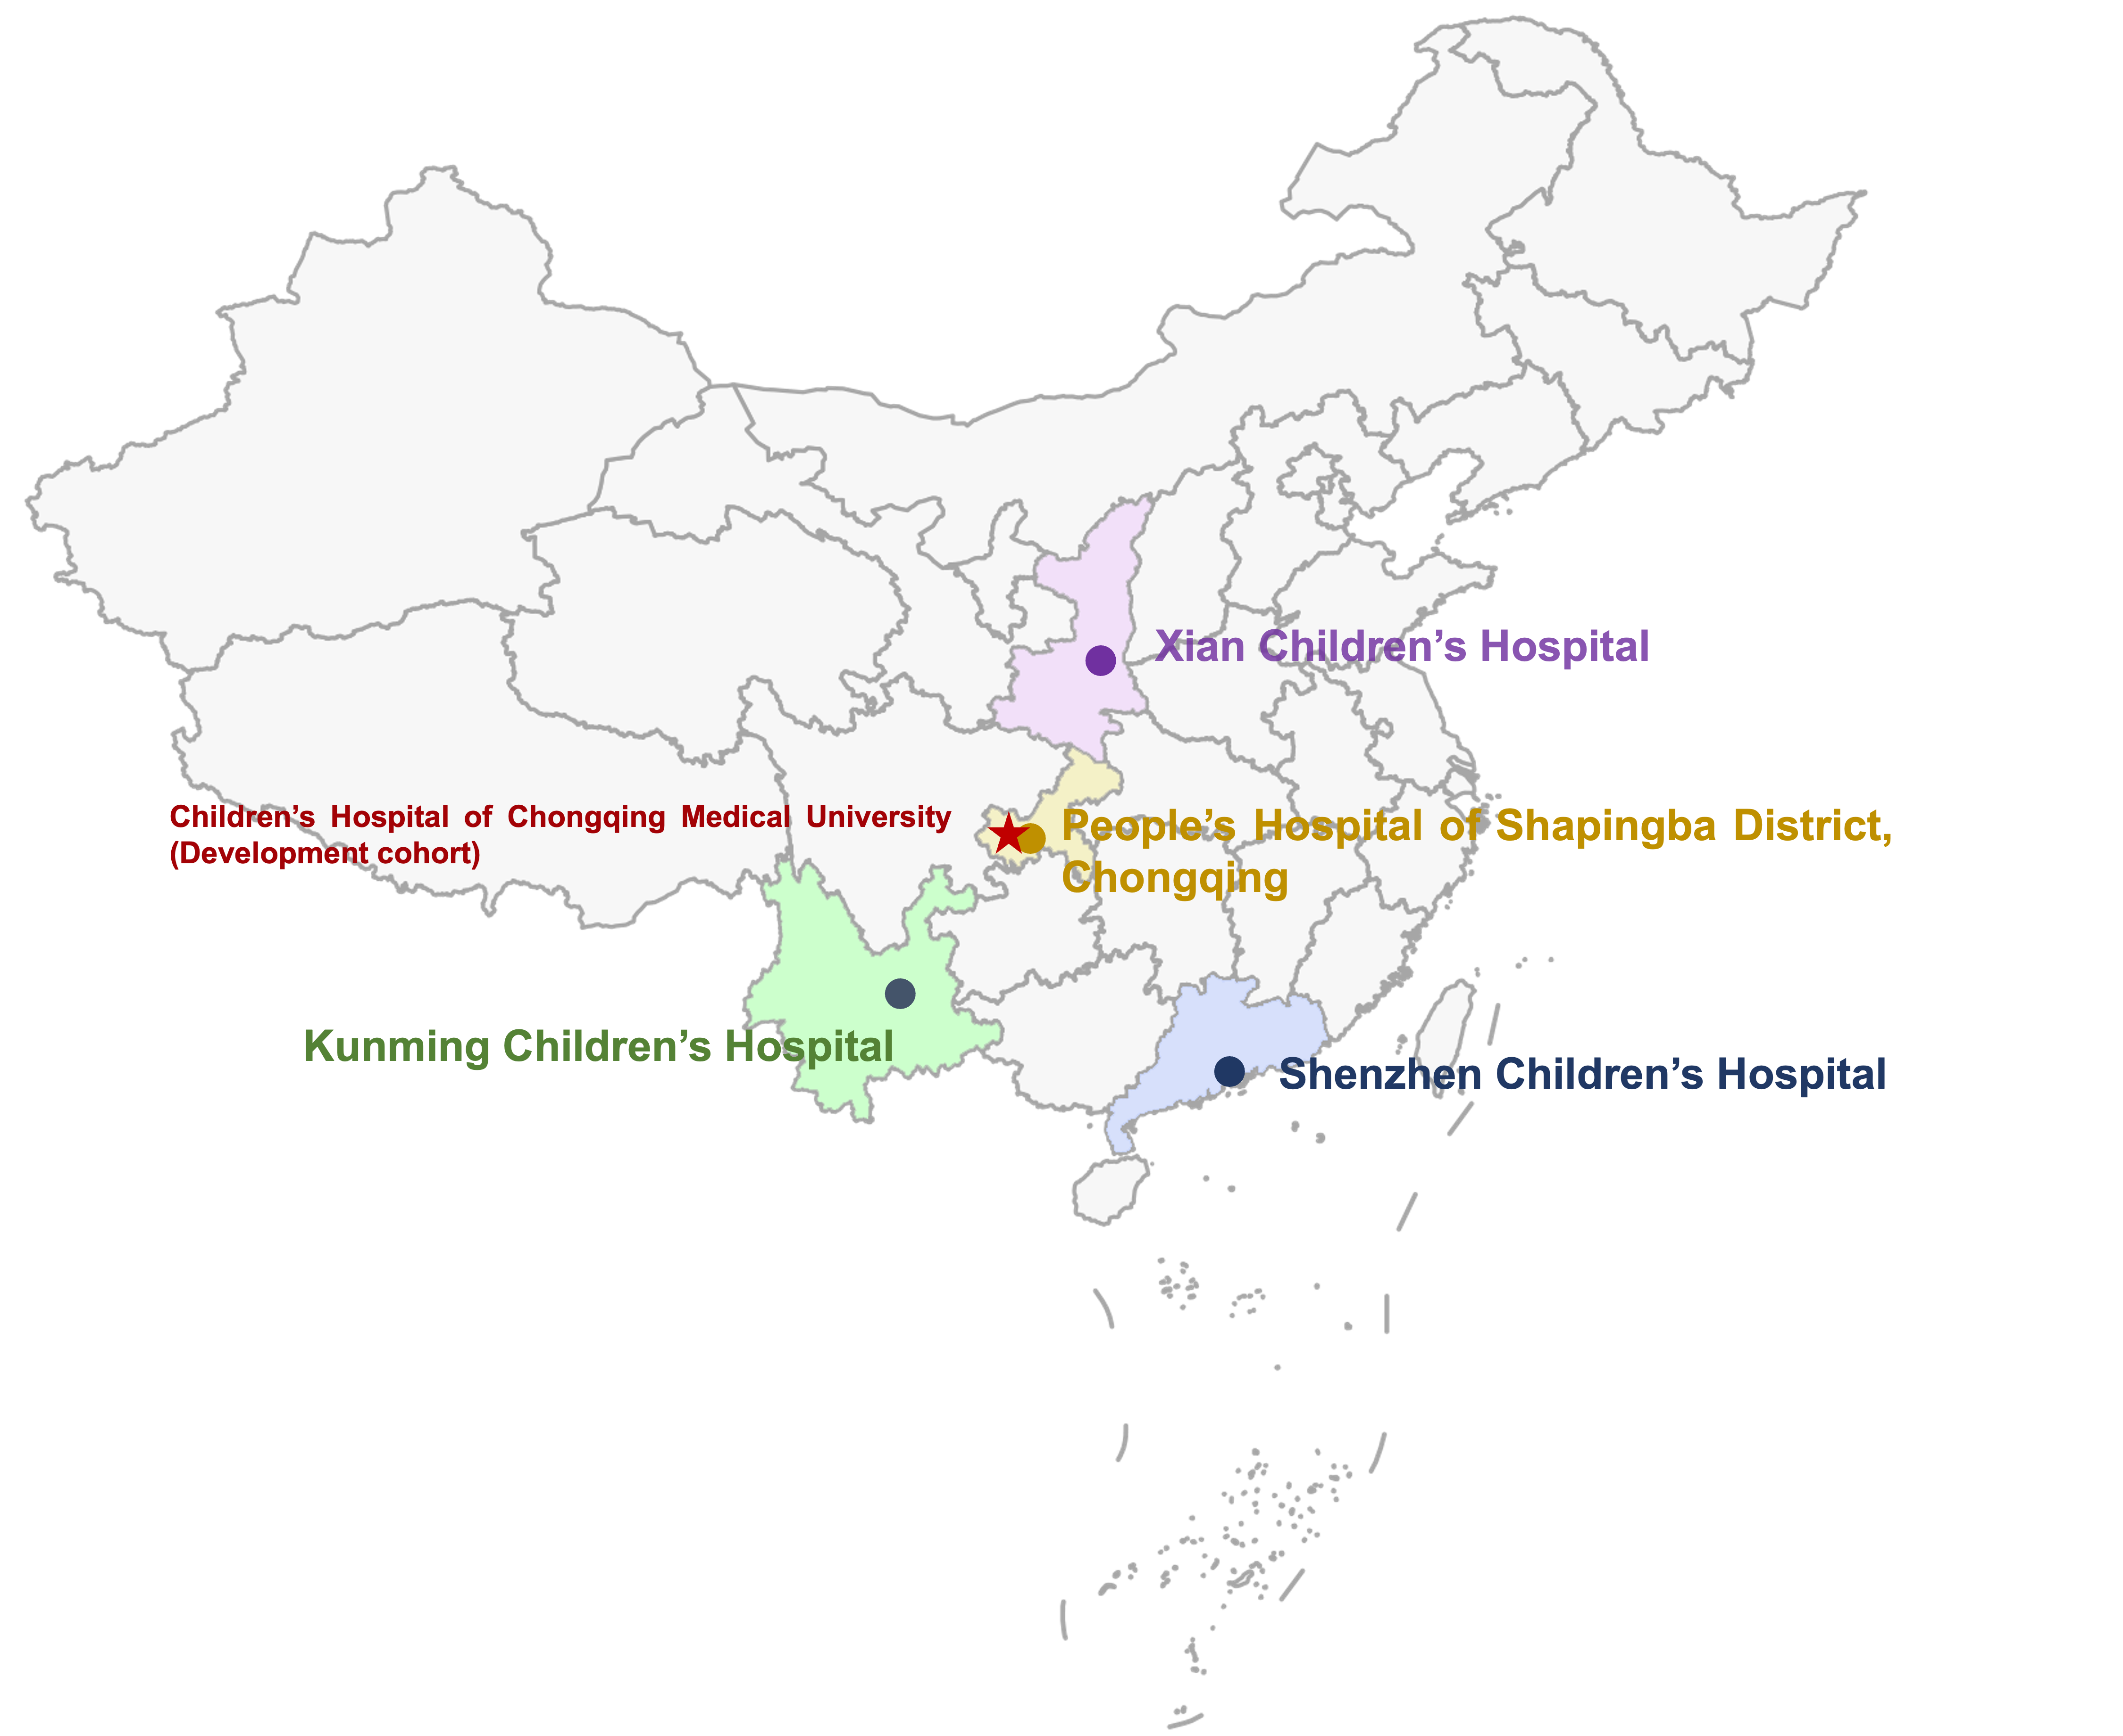 Xian Children’s Hospital
Children’s Hospital of Chongqing Medical University
(Development cohort)
People’s Hospital of Shapingba District,
Chongqing
Kunming Children’s Hospital
Shenzhen Children’s Hospital